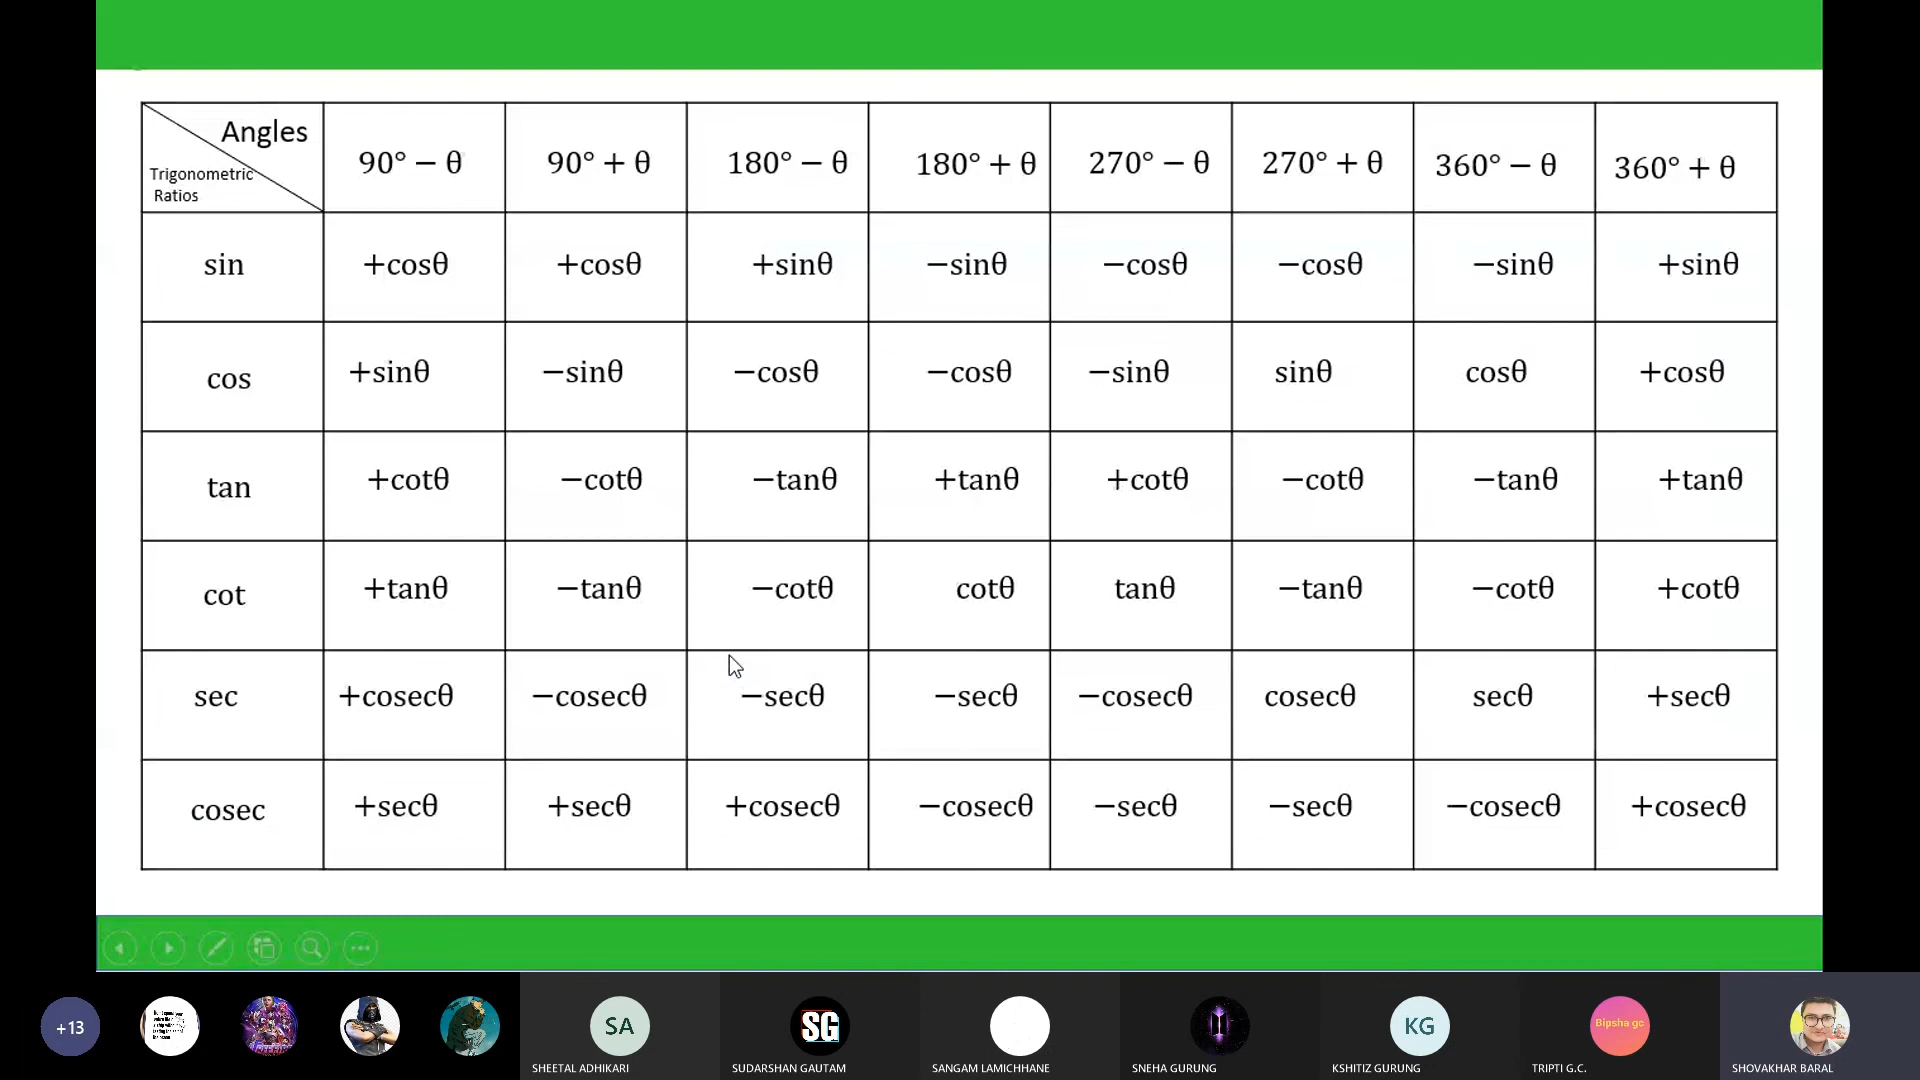 Angles
Trigonometric
Ratios
90° − θ 90° + θ 180° − θ 180° + θ 270° − θ 270° + θ 360° − θ 360° + θ
sin +cosθ +cosθ +sinθ −sinθ −cosθ −cosθ −sinθ +sinθ
cos +sinθ −sinθ −cosθ −cosθ −sinθ sinθ cosθ +cosθ
tan +cotθ −cotθ −tanθ +tanθ +cotθ −cotθ −tanθ +tanθ
cot +tanθ −tanθ −cotθ cotθ tanθ −tanθ −cotθ +cotθ
sec +cosecθ −cosecθ −secθ −secθ −cosecθ cosecθ secθ +secθ
cosec +secθ +secθ +cosecθ −cosecθ −secθ −secθ −cosecθ +cosecθ
+13 SA SG KG Bipsha gc
SHEETAL ADHIKARI SUDARSHAN GAUTAM SANGAM LAMICHHANE SNEHA GURUNG KSHITIZ GURUNG TRIPTI G.C. SHOVAKHAR BARAL